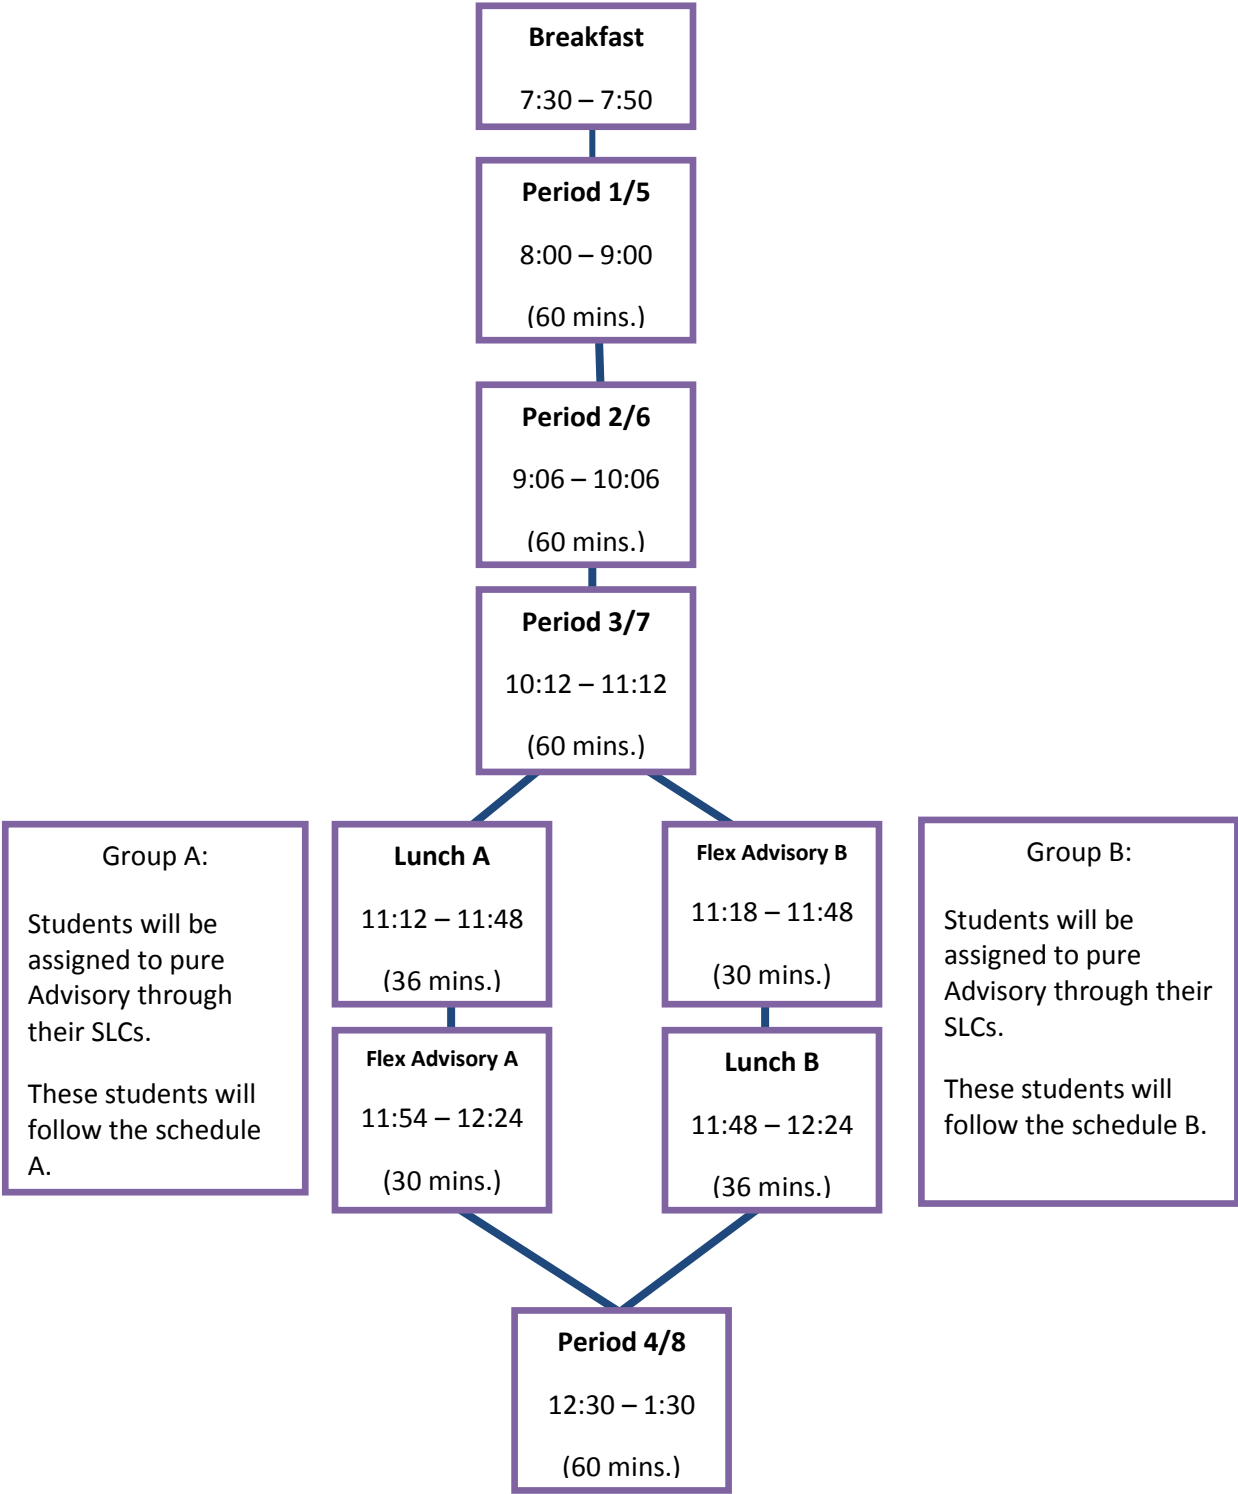 Breakfast
7:30 – 7:50
Period 1/5
8:00 – 9:00
(60 mins.)
Period 2/6
9:06 – 10:06
(60 mins.)
Period 3/7
10:12 – 11:12
(60 mins.)
Group A:
Students will be
assigned to pure
Advisory through
their SLCs.
These students will
follow the schedule
A.
Lunch A
11:12 – 11:48
(36 mins.)
Flex Advisory A
11:54 – 12:24
(30 mins.)
Flex Advisory B
11:18 – 11:48
(30 mins.)
Lunch B
11:48 – 12:24
(36 mins.)
Group B:
Students will be
assigned to pure
Advisory through their
SLCs.
These students will
follow the schedule B.
Period 4/8
12:30 – 1:30
(60 mins.)